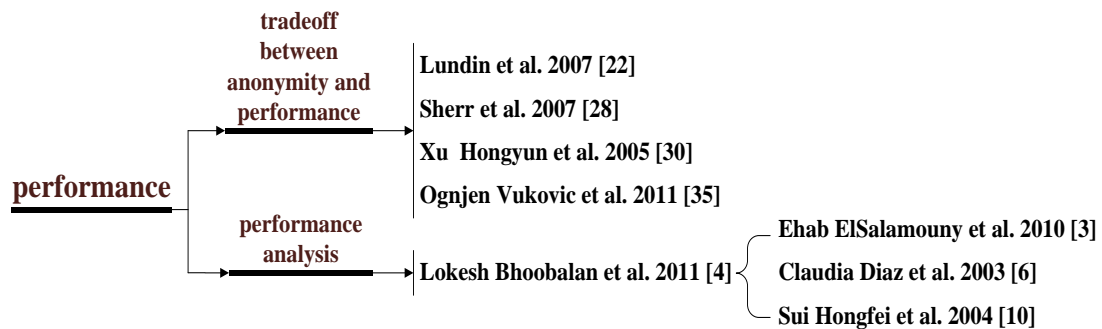 performance
tradeoff
between
anonymity and
performance
Lundin et al. 2007 [22]
Sherr et al. 2007 [28]
Xu Hongyun et al. 2005 [30]
Ognjen Vukovic et al. 2011 [35]
performance
analysis
Lokesh Bhoobalan et al. 2011 [4]
Ehab ElSalamouny et al. 2010 [3]
Claudia Diaz et al. 2003 [6]
Sui Hongfei et al. 2004 [10]